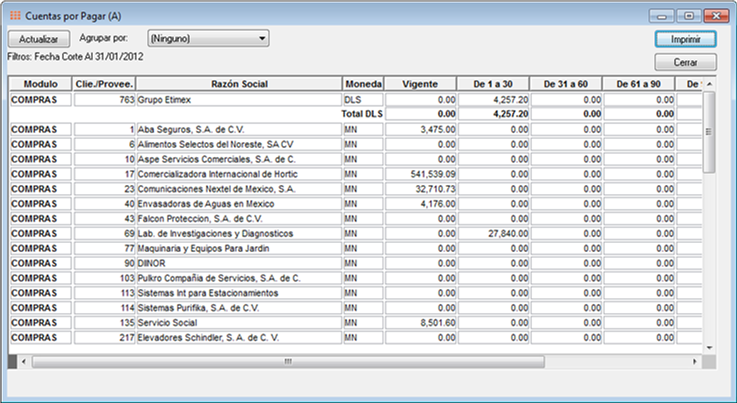 Cuentas por Pagar (A)
Actualizar Agrupar por: (Ninguno) Imprimir
Filtros: Fecha Corte Al 31/01/2012 Cerrar
Modulo Clie./Provee. Razón Social Moneda Vigente De 1 a 30 De 31 a 60 De 61 a 90 De
COMPRAS 763 Grupo Etimex DLS 0.00 4,257.20 0.00 0.00
Total DLS 0.00 4,257.20 0.00 0.00
COMPRAS 1 Aba Seguros, S.A. de C.V. MN 3,475.00 0.00 0.00 0.00
COMPRAS 6 Alimentos Selectos del Noreste, SA CV MN 0.00 0.00 0.00 0.00
COMPRAS 10 Aspe Servicios Comerciales, S.A. de C. MN 0.00 0.00 0.00 0.00
COMPRAS 17 Comercializadora Internacional de Hortic MN 541,539.09 0.00 0.00 0.00
COMPRAS 23 Comunicaciones Nextel de Mexico, S.A. MN 32,710.73 0.00 0.00 0.00
COMPRAS 40 Envasadoras de Aguas en Mexico MN 4,176.00 0.00 0.00 0.00
COMPRAS 43 Falcon Proteccion, S.A. de C.V. MN 0.00 0.00 0.00 0.00
COMPRAS 69 Lab. de Investigaciones y Diagnosticos MN 0.00 27,840.00 0.00 0.00
COMPRAS 77 Maquinaria y Equipos Para Jardin MN 0.00 0.00 0.00 0.00
COMPRAS 90 DIINOR MN 0.00 0.00 0.00 0.00
COMPRAS 103 Pulkro Compañia de Servicios, S.A. de C. MN 0.00 0.00 0.00 0.00
COMPRAS 113 Sistemas Int para Estacionamientos MN 0.00 0.00 0.00 0.00
COMPRAS 114 Sistemas Purifika, S.A. de C.V. MN 0.00 0.00 0.00 0.00
COMPRAS 135 Servicio Social MN 8,501.60 0.00 0.00 0.00
COMPRAS 217 Elevadores Schindler, S. A. de C. V. MN 0.00 0.00 0.00 0.00